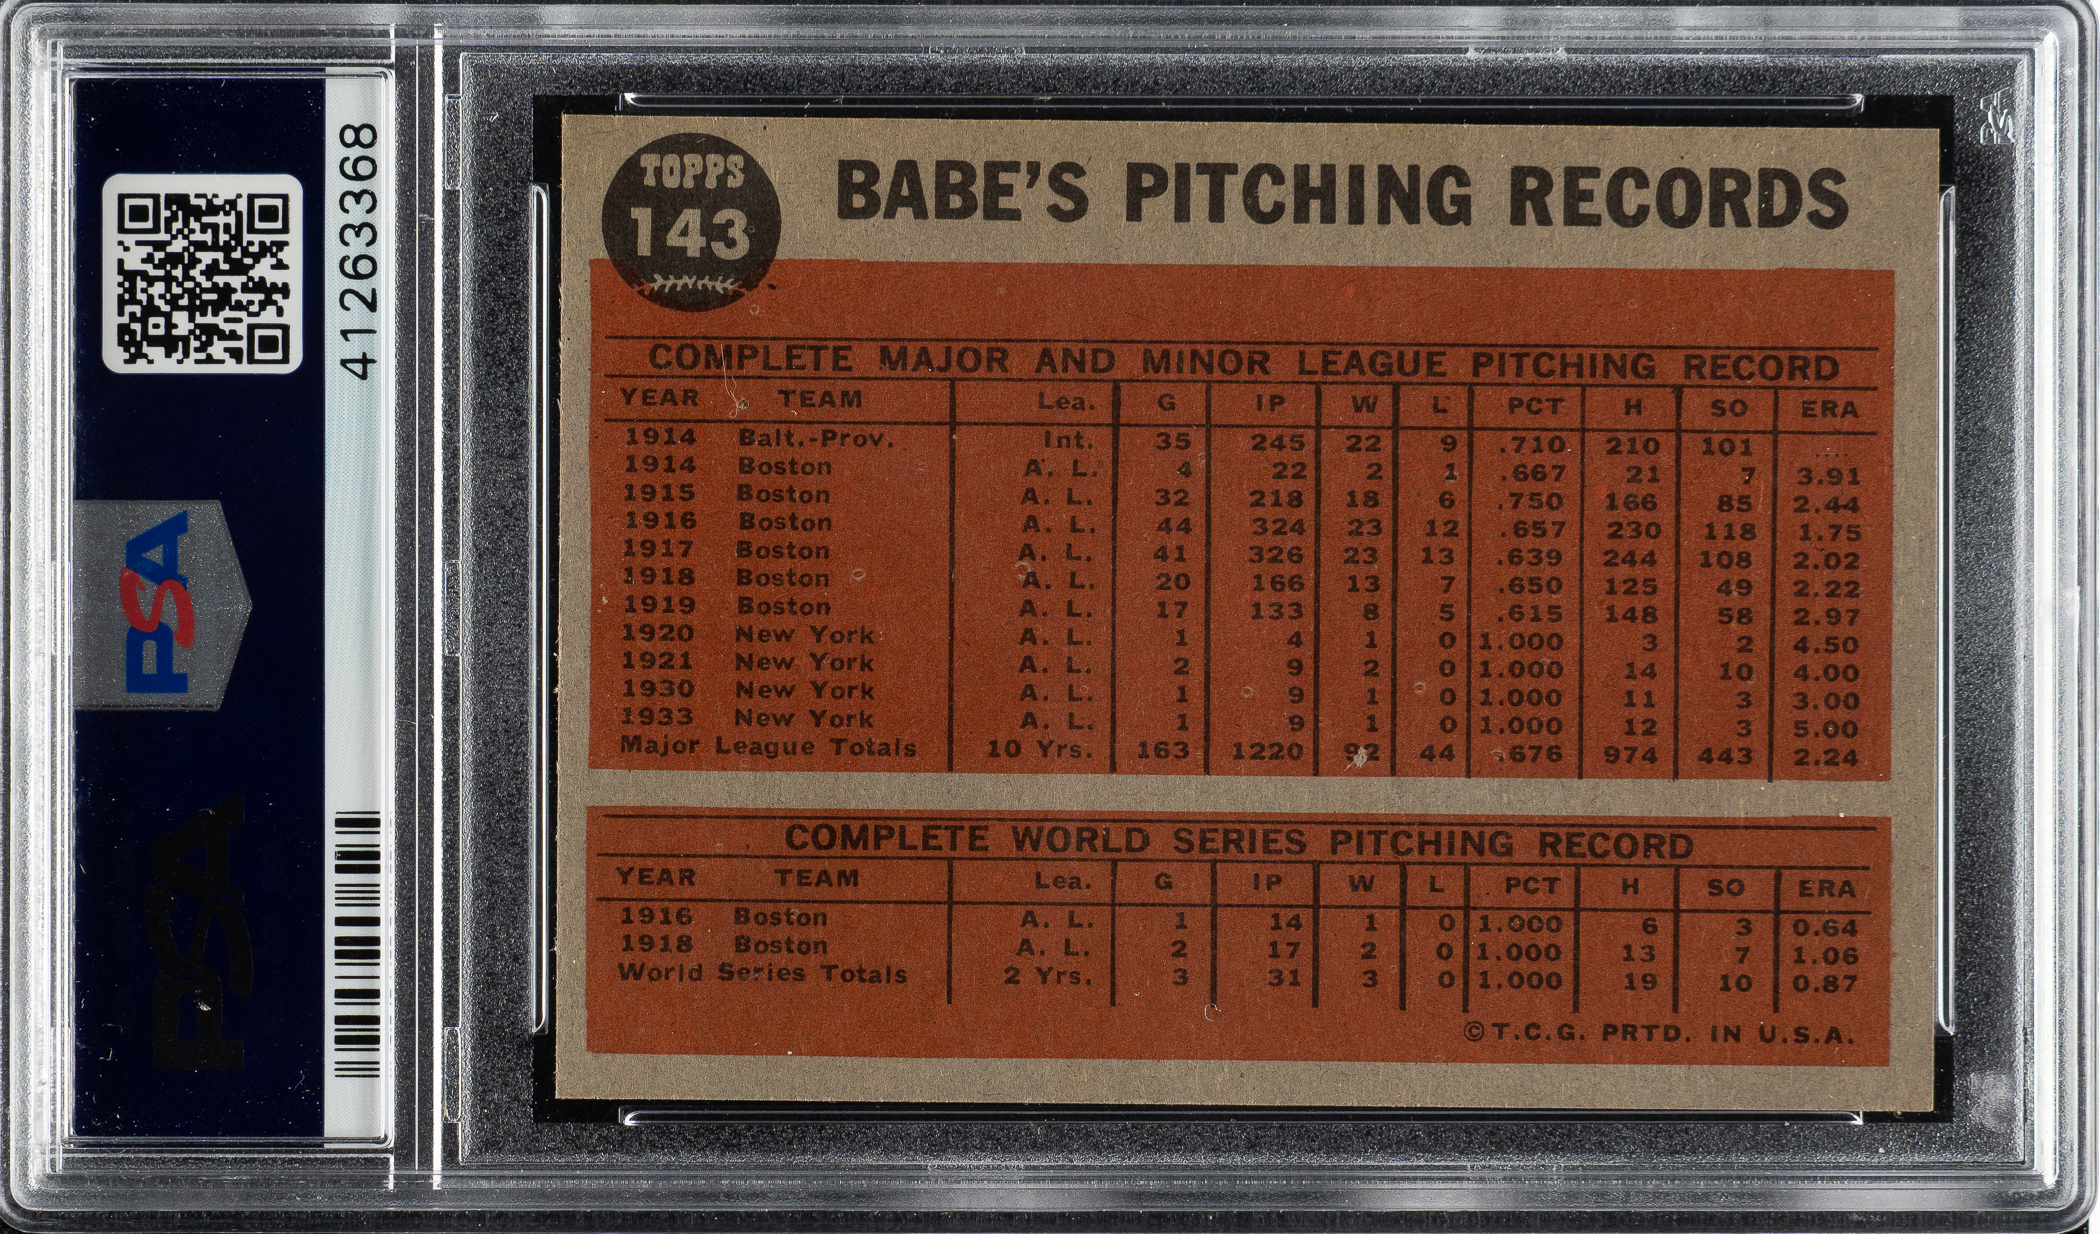 41263368
PSA
PSA
PSA
TOPPS
143
BABE'S PITCHING RECORDS
COMPLETE MAJOR AND MINOR LEAGUE PITCHING RECORD
YEAR TEAM Lea. G IP W L PCT H SO ERA
1914 Balt.-Prov. Int. 35 245 22 9 .710 210 101 ....
1914 Boston A. L. 4 22 2 1 .667 21 7 3.91
1915 Boston A. L. 32 218 18 6 .750 166 85 2.44
1916 Boston A. L. 44 324 23 12 .657 230 118 1.75
1917 Boston A. L. 41 326 23 13 .639 244 108 2.02
1918 Boston A. L. 20 166 13 7 .650 125 49 2.22
1919 Boston A. L. 17 133 8 5 .615 148 58 2.97
1920 New York A. L. 1 4 1 0 1.000 3 2 4.50
1921 New York A. L. 2 9 2 0 1.000 14 10 4.00
1930 New York A. L. 1 9 1 0 1.000 11 3 3.00
1933 New York A. L. 1 9 1 0 1.000 12 3 5.00
Major League Totals 10 Yrs. 163 1220 92 44 .676 974 443 2.24
COMPLETE WORLD SERIES PITCHING RECORD
YEAR TEAM Lea. G IP W L PCT H SO ERA
1916 Boston A. L. 1 14 1 0 1.000 6 3 0.64
1918 Boston A. L. 2 17 2 0 1.000 13 7 1.06
World Series Totals 2 Yrs. 3 31 3 0 1.000 19 10 0.87
©T.C.G. PRTD. IN U.S.A.